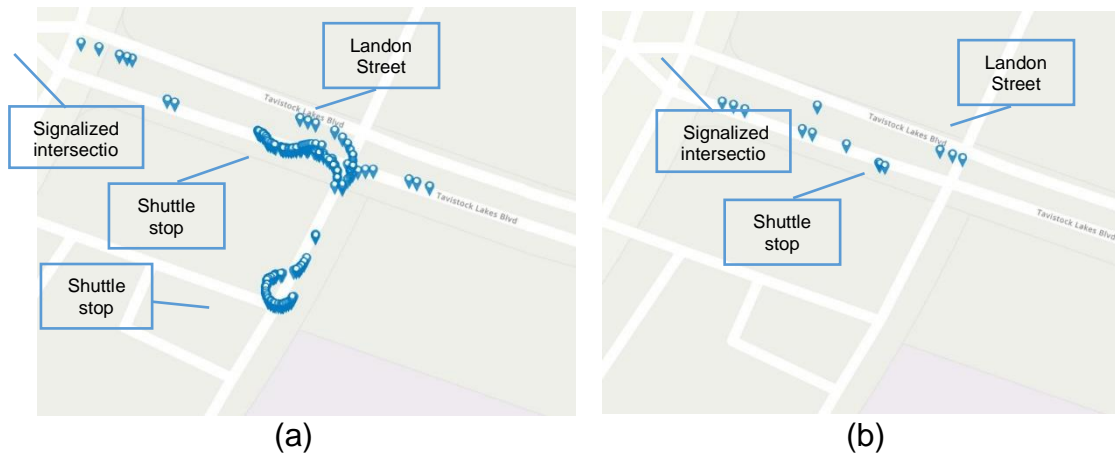 Landon
Street
Tavistock Lakes Blvd
Signalized
intersectio
Shuttle
stop
Tavistock Lakes Blvd
Shuttle
stop
(a)
Landon
Street
Tavistock Lakes Blvd
Signalized
intersectio
Shuttle
stop
Tavistock Lakes Blvd
(b)